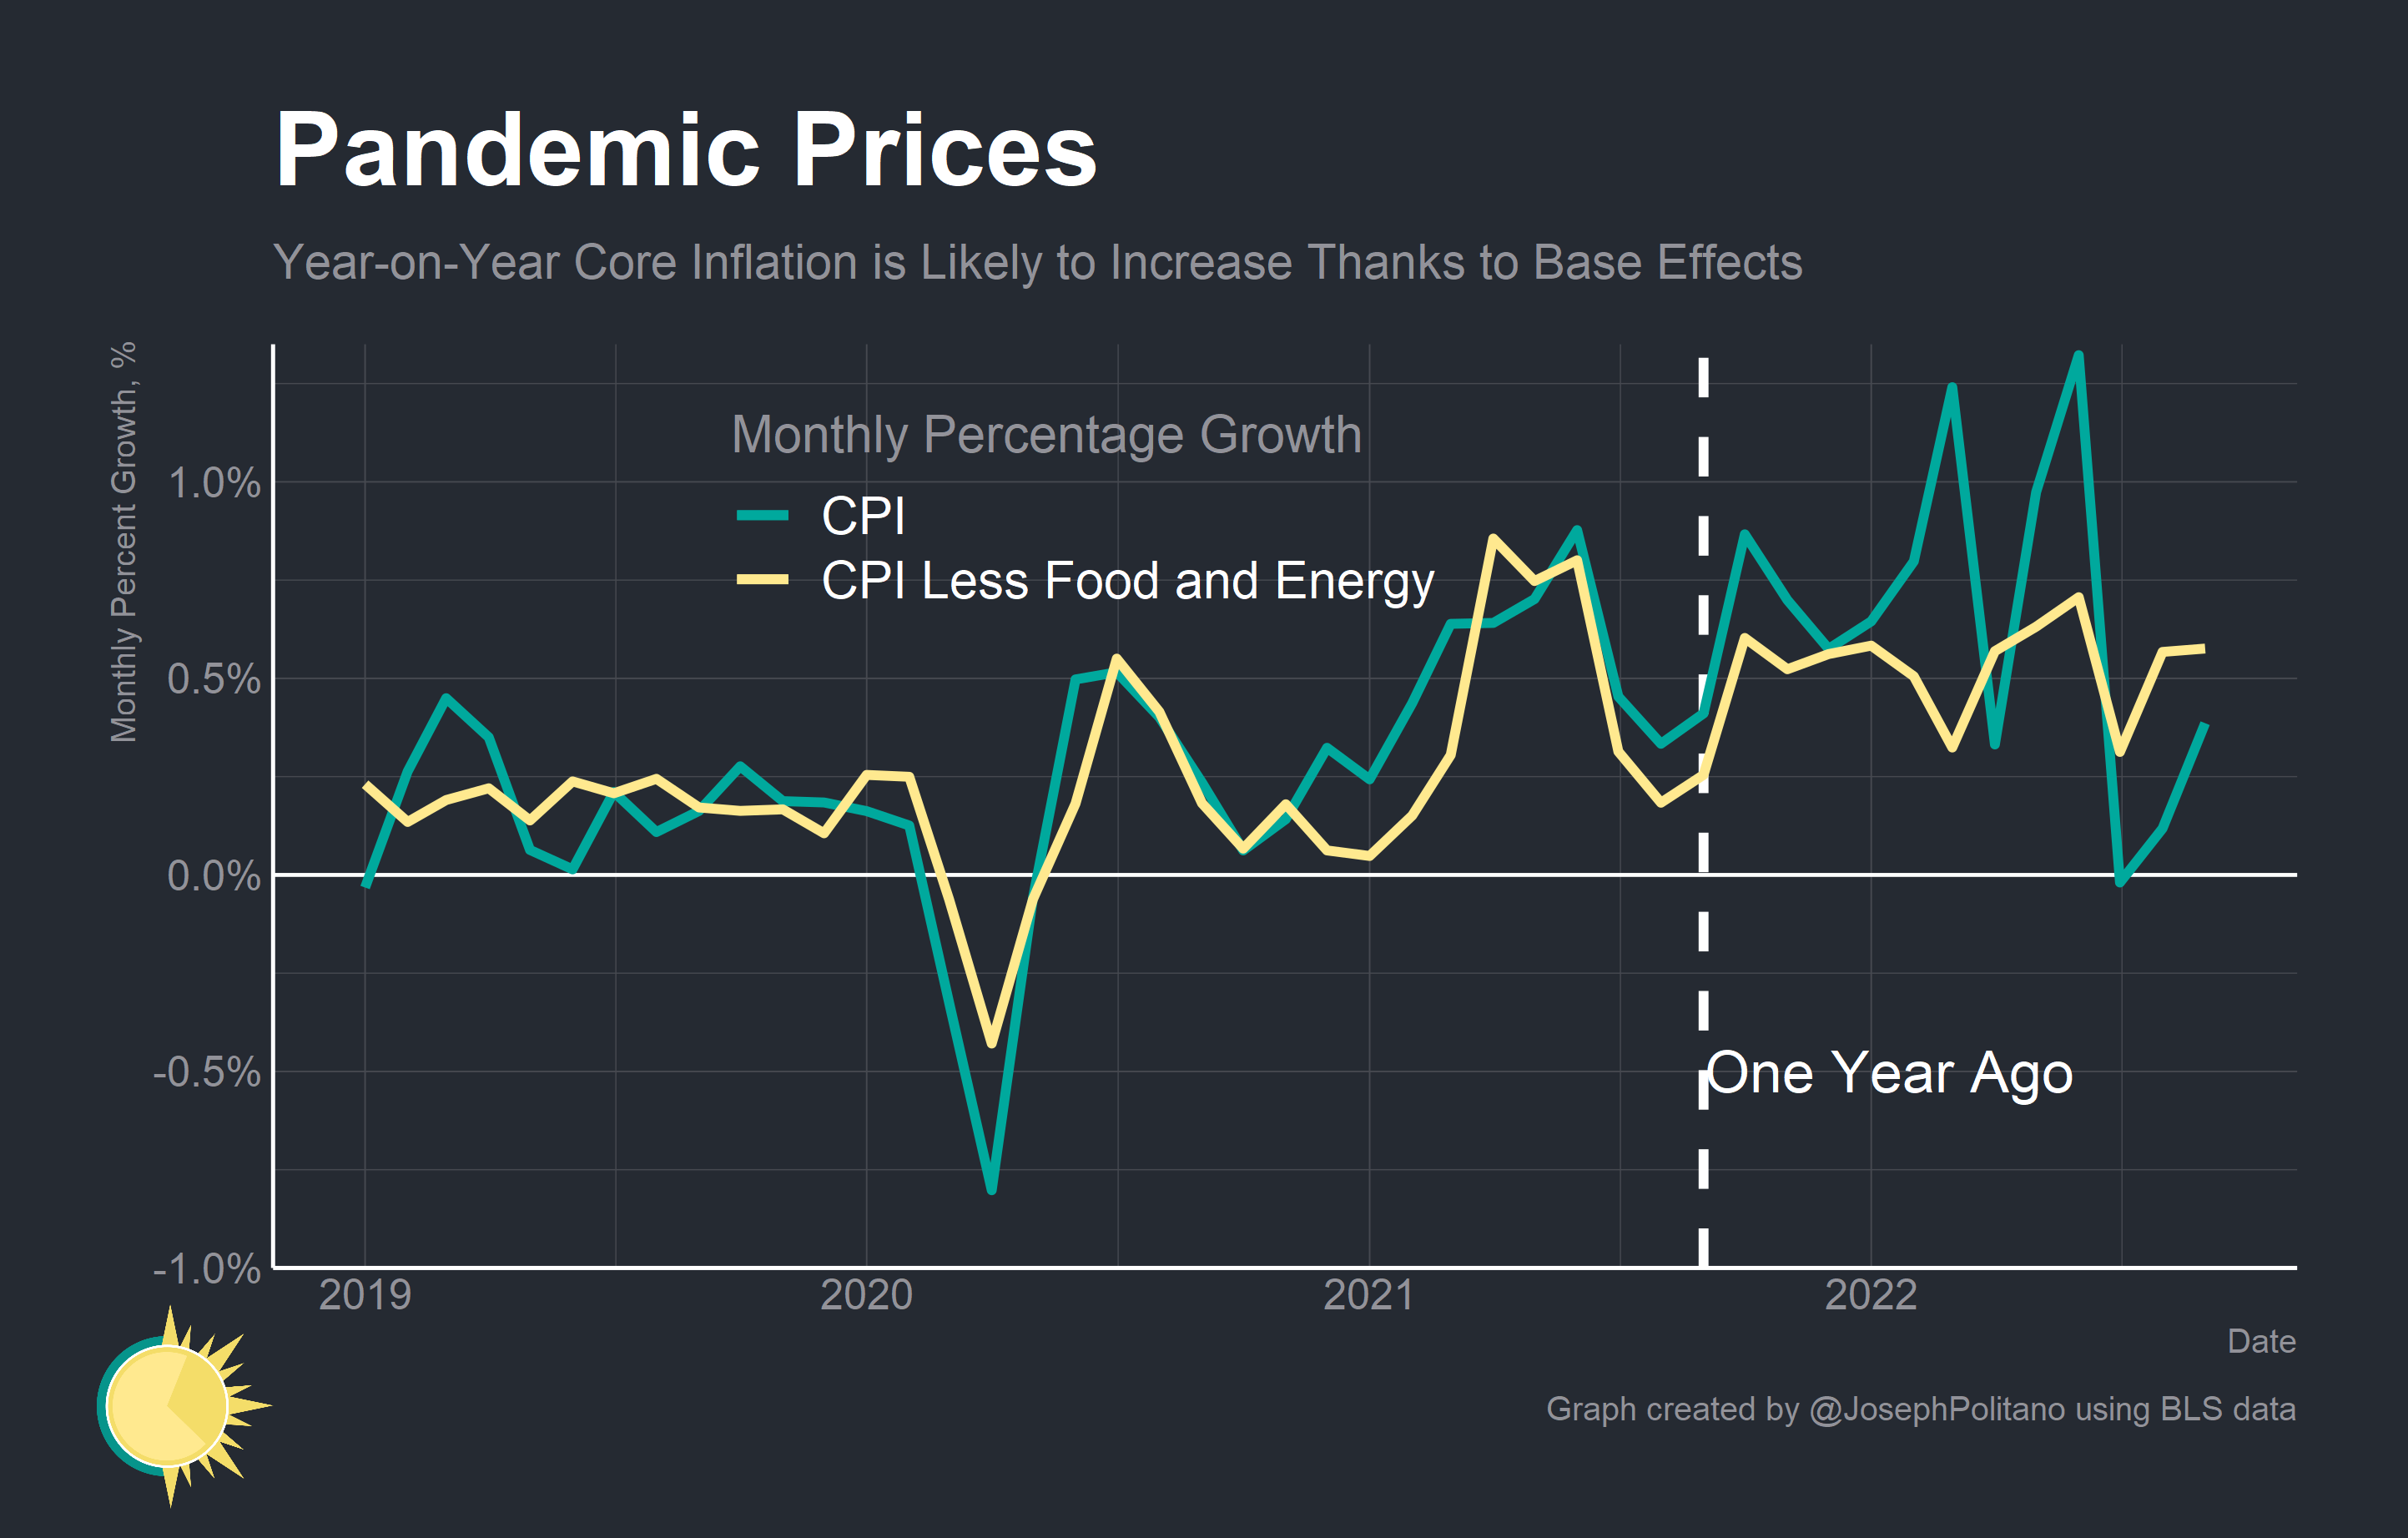 Pandemic Prices
Year-on-Year Core Inflation is Likely to Increase Thanks to Base Effects
Monthly Percent Growth, %
Monthly Percentage Growth
CPI
CPI Less Food and Energy
1.0%
0.5%
0.0%
-0.5%
-1.0%
One Year Ago
2019
2020
2021
2022
Date
Graph created by @JosephPolitano using BLS data